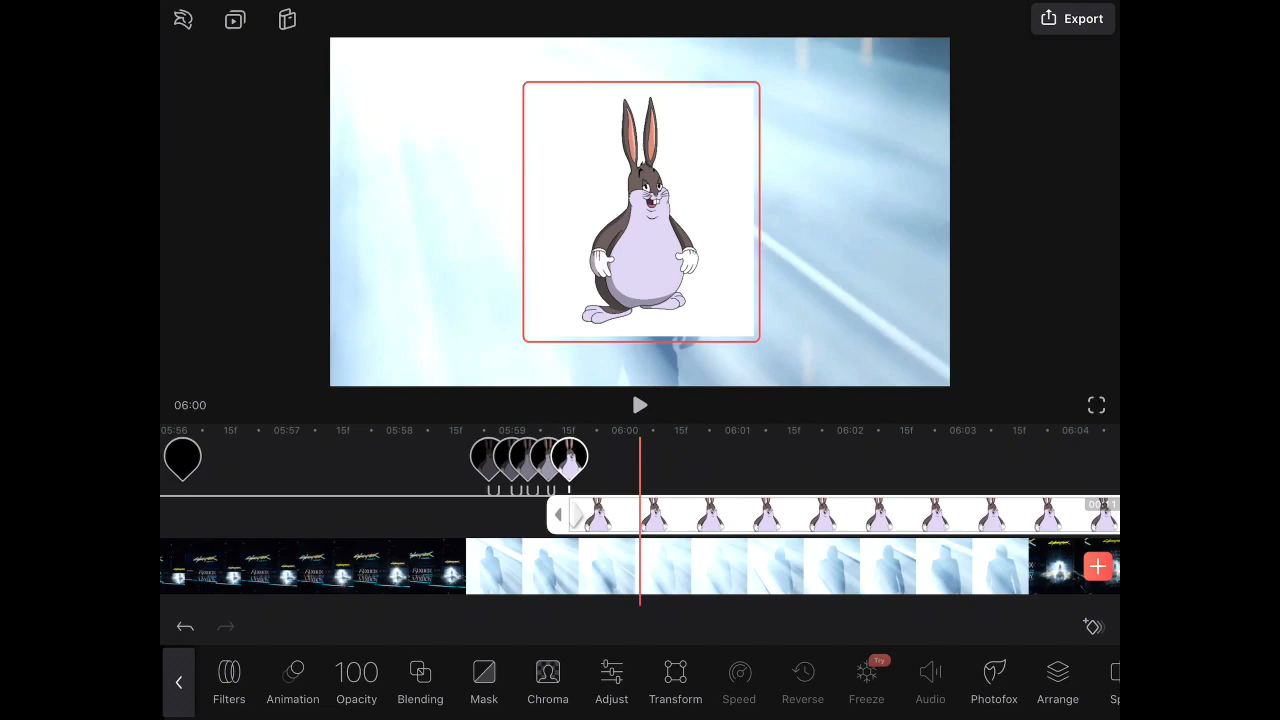 Export
06:00
05:56 15f 05:57 15f 05:58 15f 05:59 15f 06:00 15f 06:01 15f 06:02 15f 06:03 15f 06:04
Filters Animation 100 Opacity Blending Mask Chroma Adjust Transform Speed Reverse Try Freeze Audio Photofox Arrange Sp